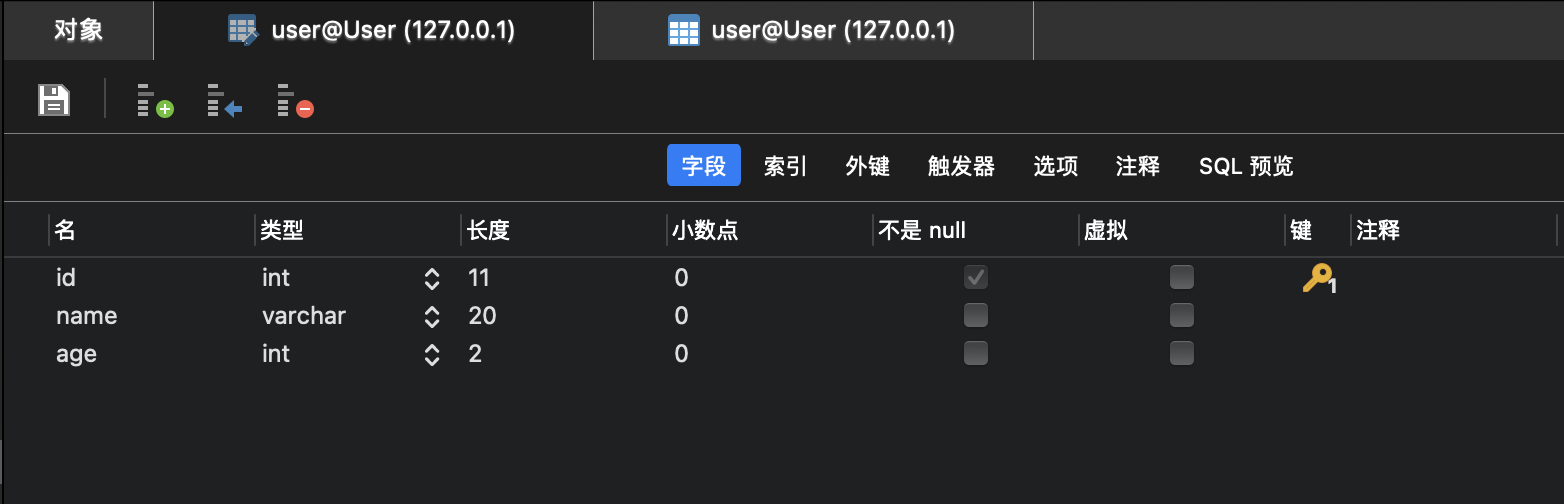 对象 user@User (127.0.0.1) user@User (127.0.0.1)
字段 索引 外键 触发器 选项 注释 SQL 预览
名 类型 长度 小数点 不是 null 虚拟 键 注释
id int 11 0 1
name varchar 20 0
age int 2 0